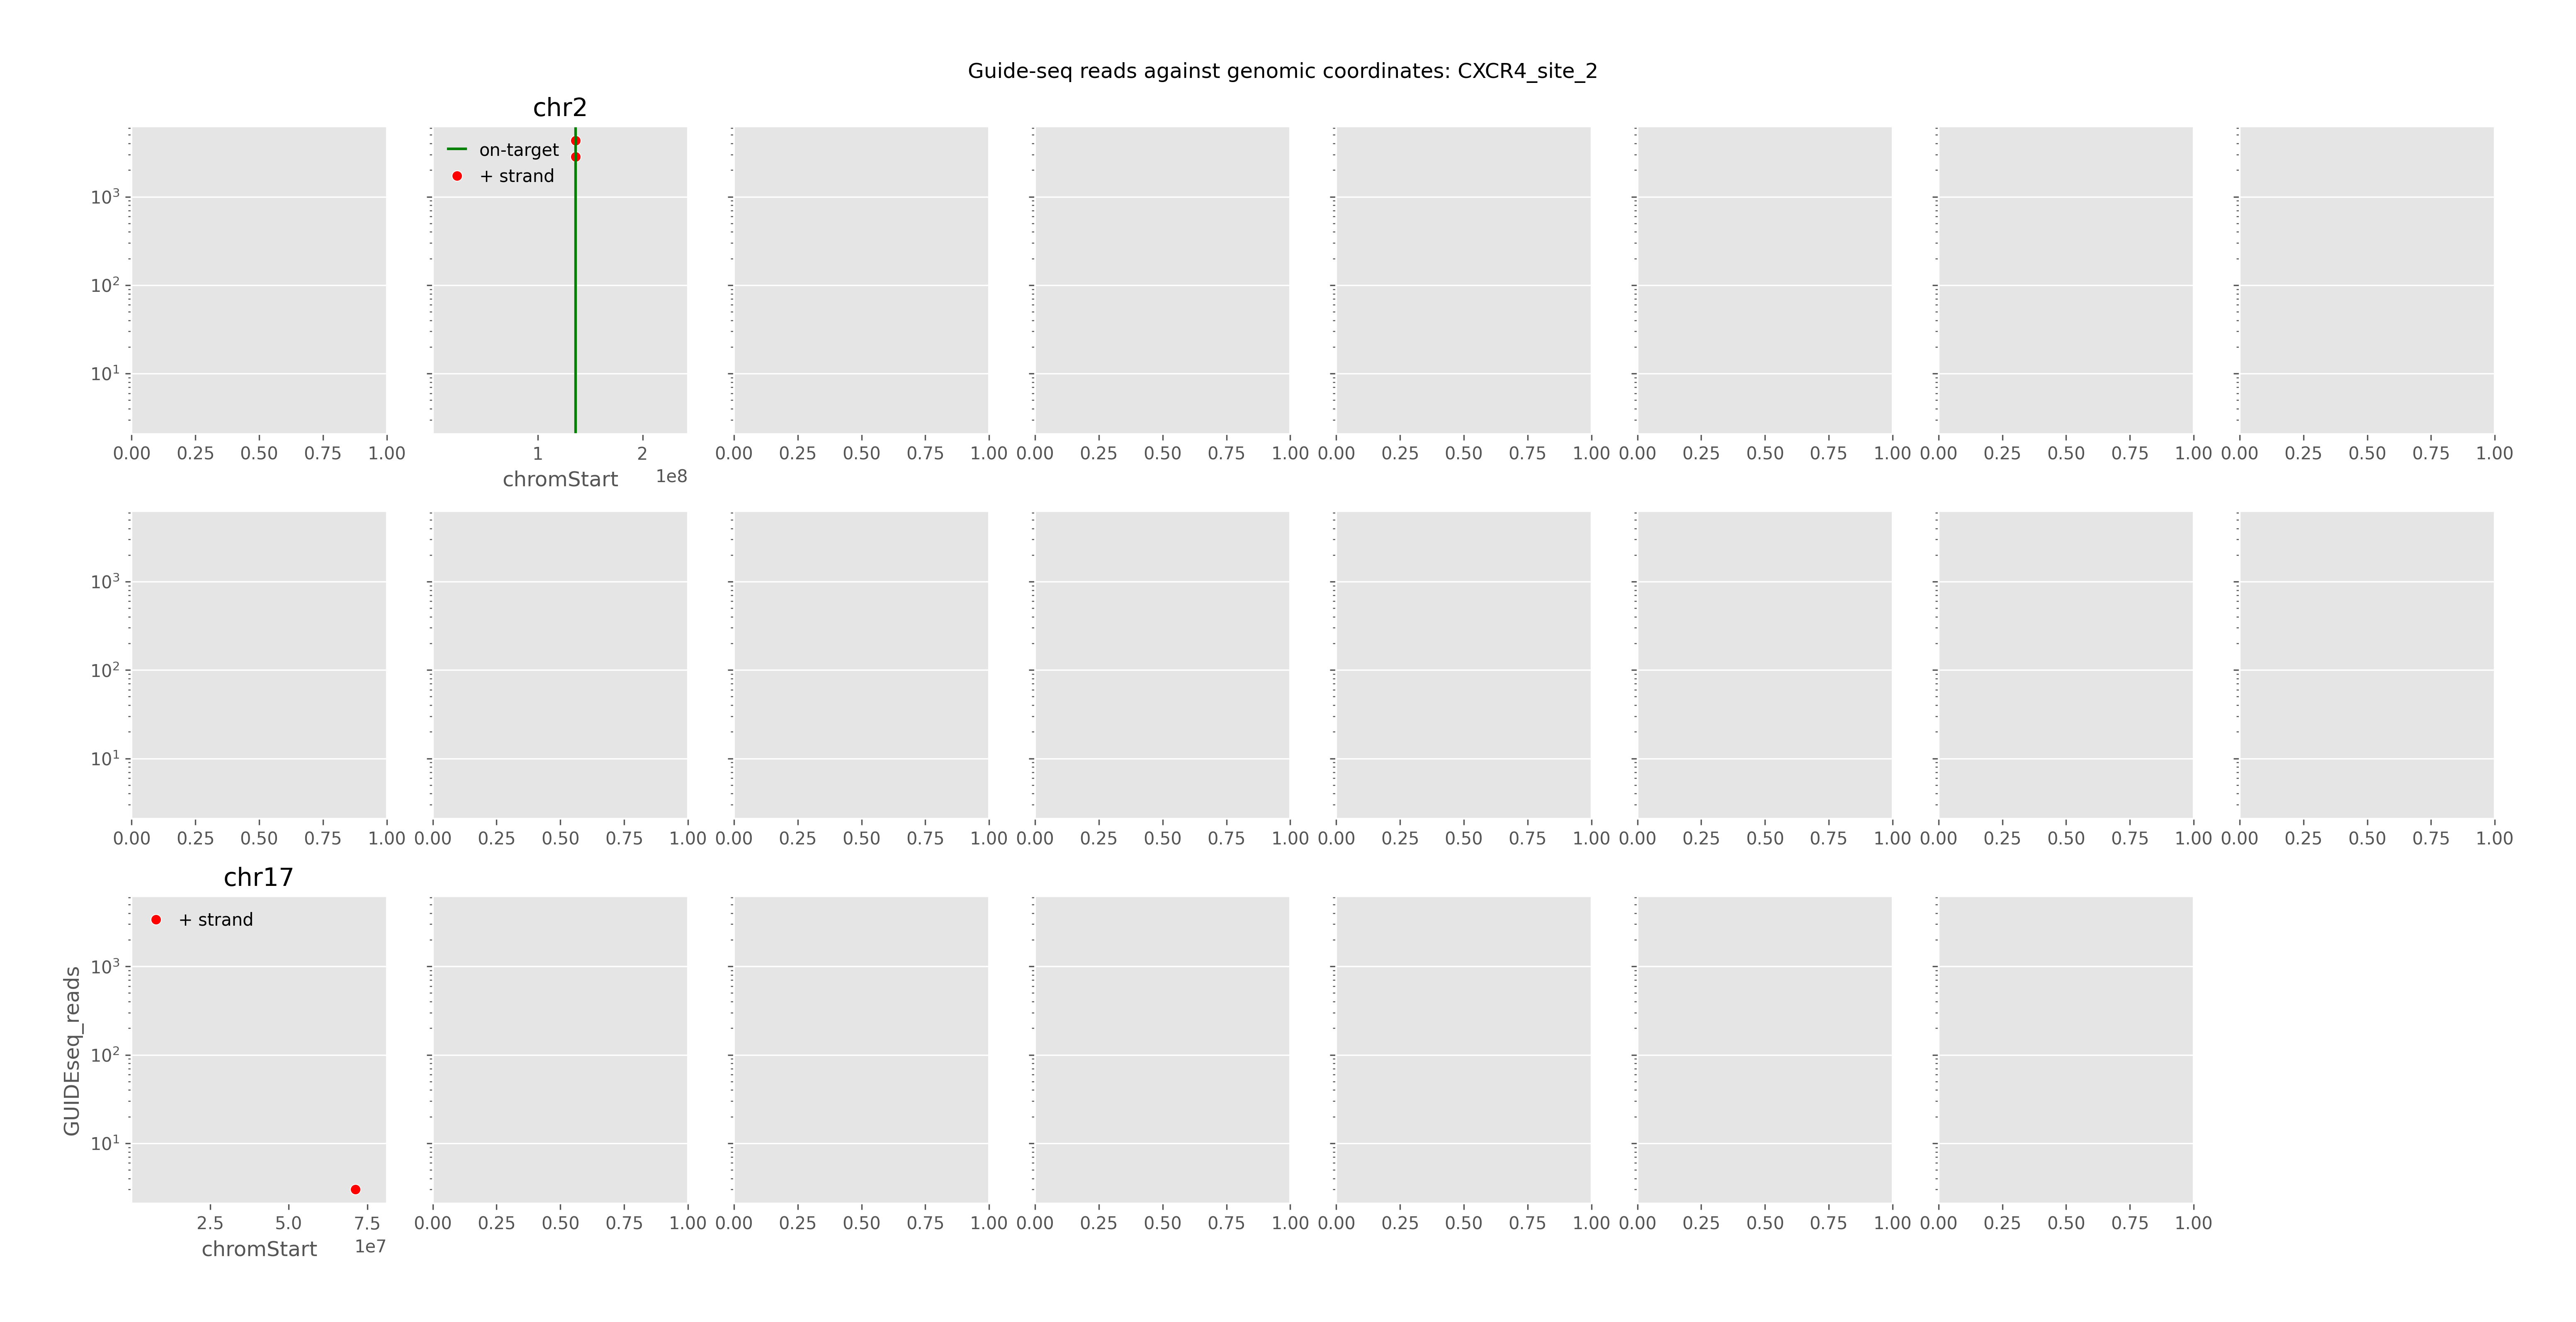 Guide-seq reads against genomic coordinates: CXCR4_site_2
chr2
on-target
+ strand
10³
10²
10¹
0.00 0.25 0.50 0.75 1.00 1 2 0.00 0.25 0.50 0.75 1.00 0.00 0.25 0.50 0.75 1.00 0.00 0.25 0.50 0.75 1.00 0.00 0.25 0.50 0.75 1.00 0.00 0.25 0.50 0.75 1.00 0.00 0.25 0.50 0.75 1.00
chromStart 1e8
10³
10²
10¹
0.00 0.25 0.50 0.75 1.00 0.00 0.25 0.50 0.75 1.00 0.00 0.25 0.50 0.75 1.00 0.00 0.25 0.50 0.75 1.00 0.00 0.25 0.50 0.75 1.00 0.00 0.25 0.50 0.75 1.00 0.00 0.25 0.50 0.75 1.00 0.00 0.25 0.50 0.75 1.00
chr17
+ strand
GUIDEseq_reads
10³
10²
10¹
2.5 5.0 7.5 0.00 0.25 0.50 0.75 1.00 0.00 0.25 0.50 0.75 1.00 0.00 0.25 0.50 0.75 1.00 0.00 0.25 0.50 0.75 1.00 0.00 0.25 0.50 0.75 1.00 0.00 0.25 0.50 0.75 1.00
chromStart 1e7